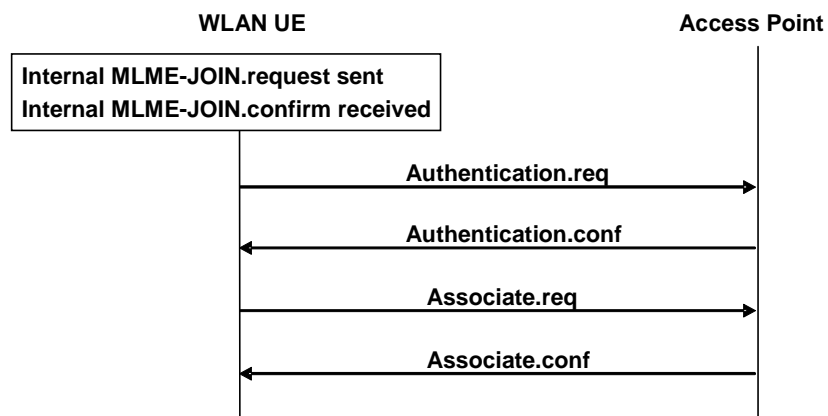 WLAN UE
Access Point
Internal MLME-JOIN.request sent
Internal MLME-JOIN.confirm received
Authentication.req
Authentication.conf
Associate.req
Associate.conf